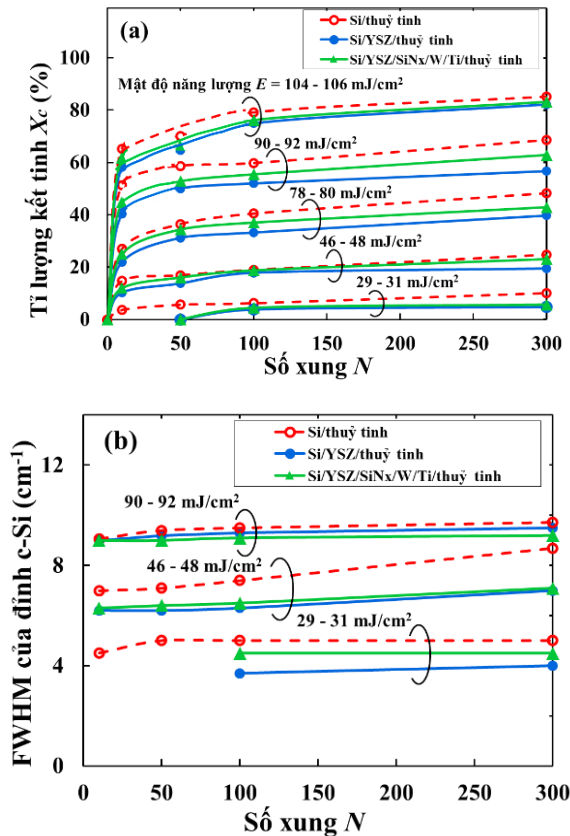 (a)
Si/thuỷ tinh
Si/YSZ/thuỷ tinh
Si/YSZ/SiNx/W/Ti/thuỷ tinh
Mật độ năng lượng E = 104 - 106 mJ/cm²
90 - 92 mJ/cm²
78 - 80 mJ/cm²
46 - 48 mJ/cm²
29 - 31 mJ/cm²
Tỉ lượng kết tinh Xc (%)
100
80
60
40
20
0
0 50 100 150 200 250 300
Số xung N
(b)
Si/thuỷ tinh
Si/YSZ/thuỷ tinh
Si/YSZ/SiNx/W/Ti/thuỷ tinh
90 - 92 mJ/cm²
46 - 48 mJ/cm²
29 - 31 mJ/cm²
FWHM của đỉnh c-Si (cm⁻¹)
12
8
4
0
0 50 100 150 200 250 300
Số xung N